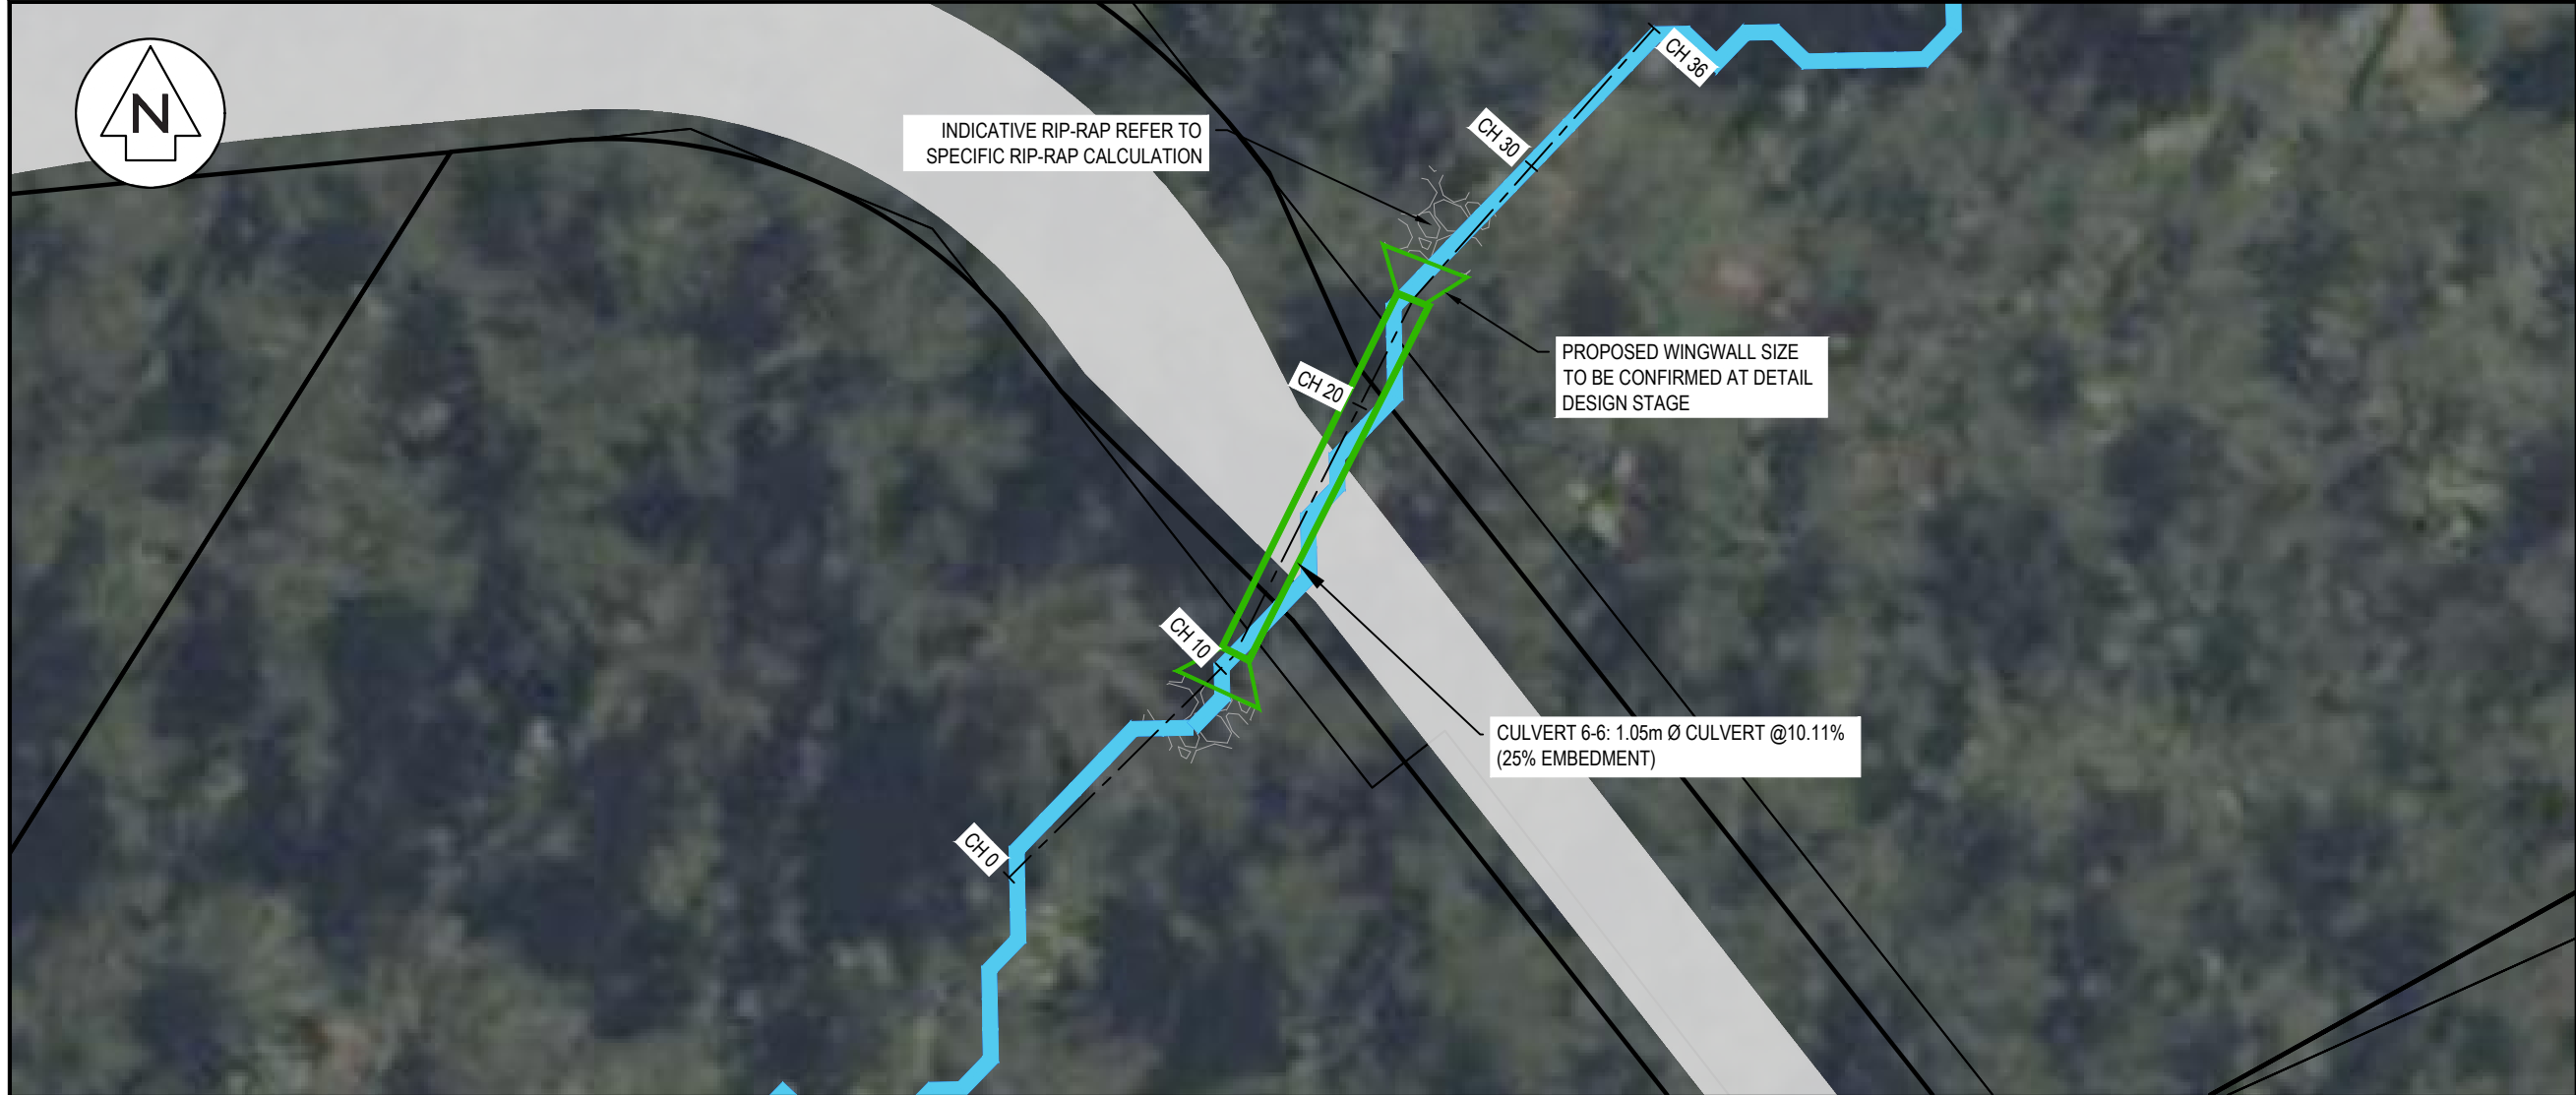 N
INDICATIVE RIP-RAP REFER TO
SPECIFIC RIP-RAP CALCULATION
CH 36
CH 30
PROPOSED WINGWALL SIZE
TO BE CONFIRMED AT DETAIL
DESIGN STAGE
CH 20
CH 10
CULVERT 6-6: 1.05m Ø CULVERT @10.11%
(25% EMBEDMENT)
CH 0